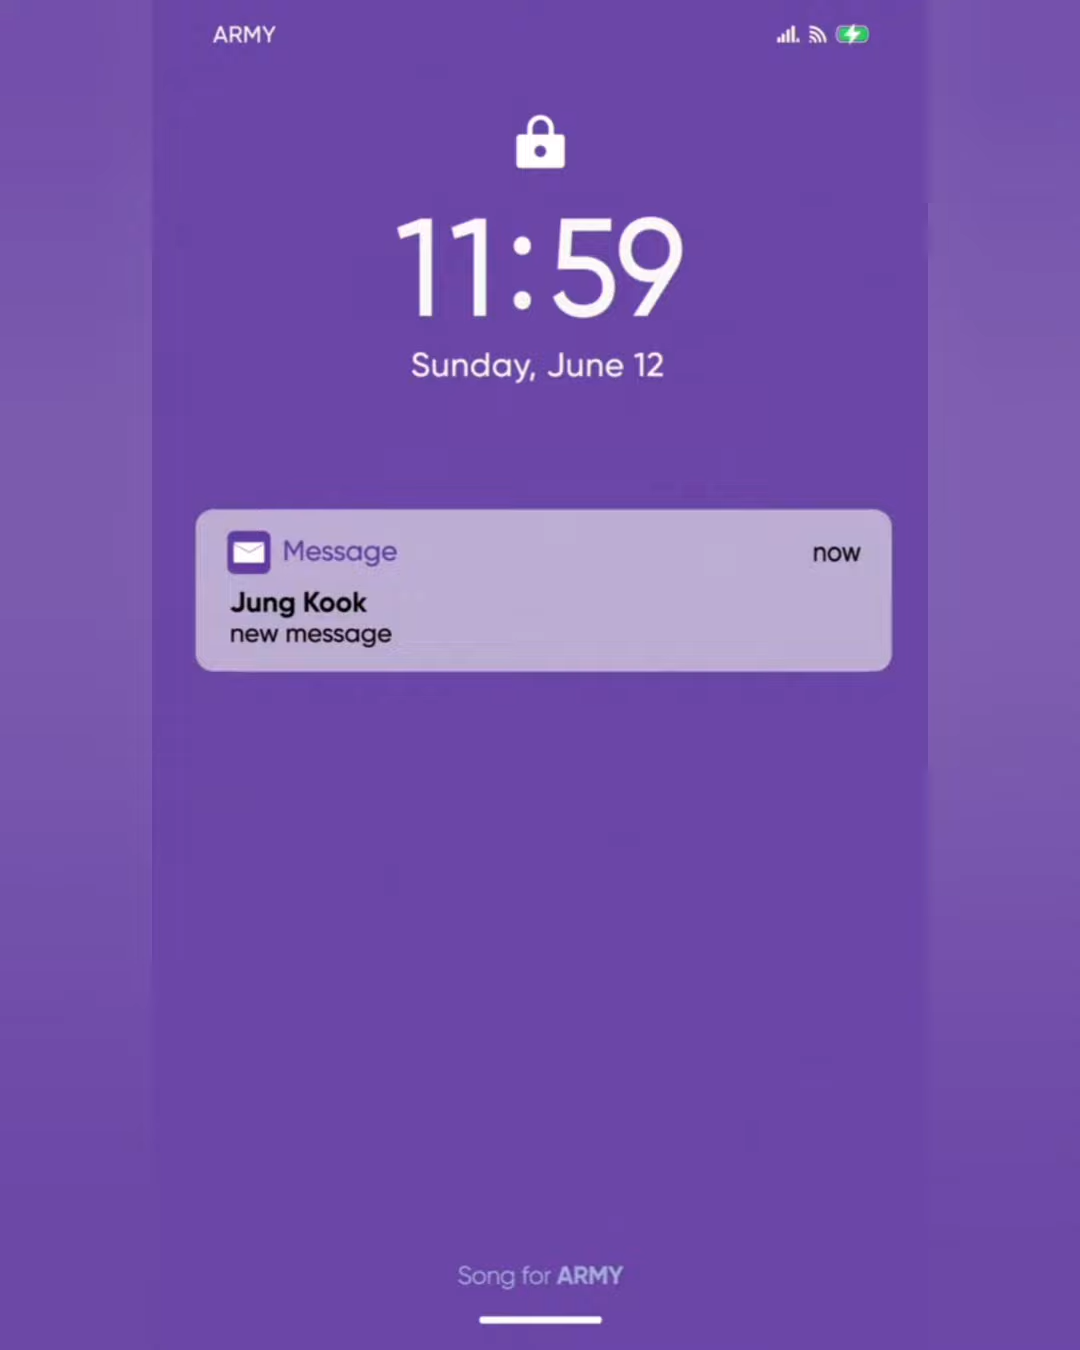 ARMY
11:59
Sunday, June 12
Message now
Jung Kook
new message
Song for ARMY